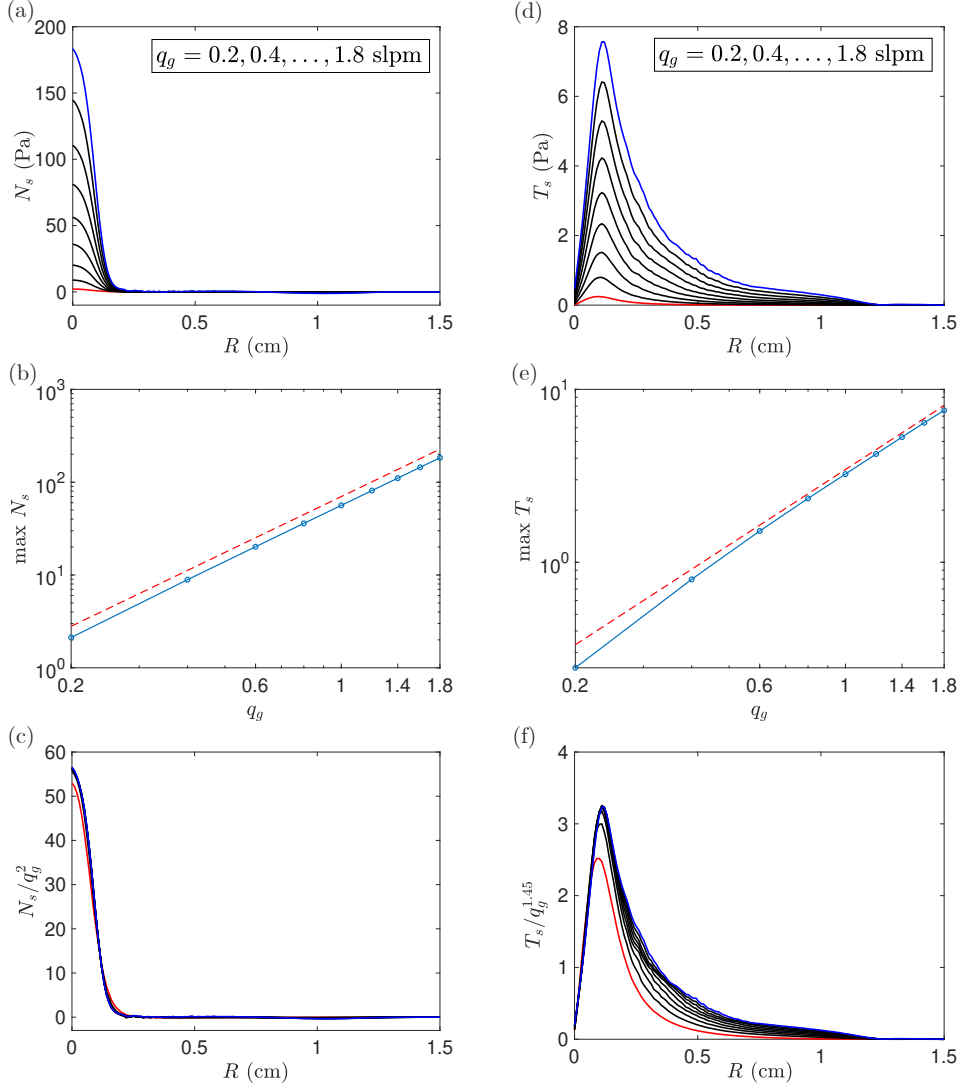 (a)
q_g = 0.2, 0.4, …, 1.8 slpm
N_s (Pa)
200
150
100
50
0
0 0.5 1 1.5
R (cm)
(d)
q_g = 0.2, 0.4, …, 1.8 slpm
T_s (Pa)
8
6
4
2
0
0 0.5 1 1.5
R (cm)
(b)
max N_s
10^3
10^2
10^1
10^0
0.2 0.6 1 1.4 1.8
q_g
(e)
max T_s
10^1
10^0
0.2 0.6 1 1.4 1.8
q_g
(c)
N_s/q_g^2
60
50
40
30
20
10
0
0 0.5 1 1.5
R (cm)
(f)
T_s/q_g^1.45
4
3
2
1
0
0 0.5 1 1.5
R (cm)